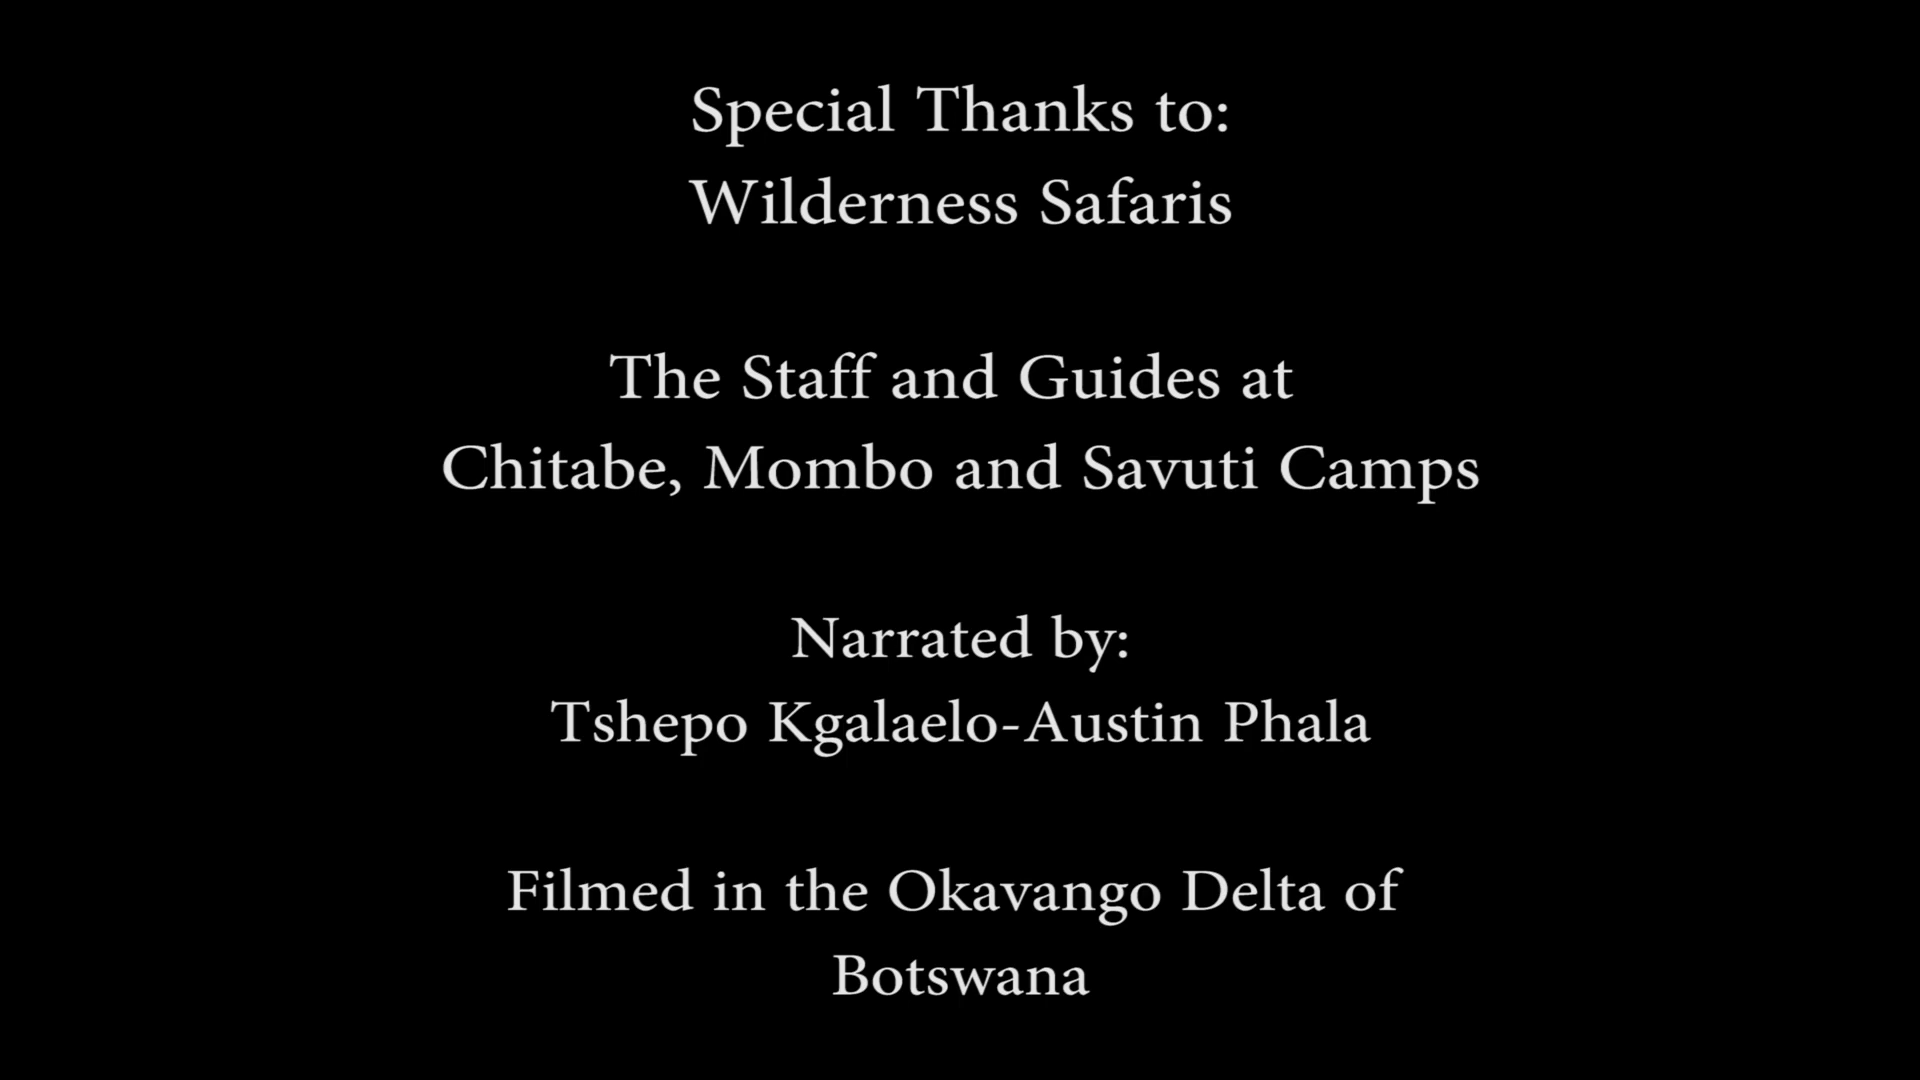 Special Thanks to:
Wilderness Safaris
The Staff and Guides at
Chitabe, Mombo and Savuti Camps
Narrated by:
Tshepo Kgalaelo-Austin Phala
Filmed in the Okavango Delta of
Botswana